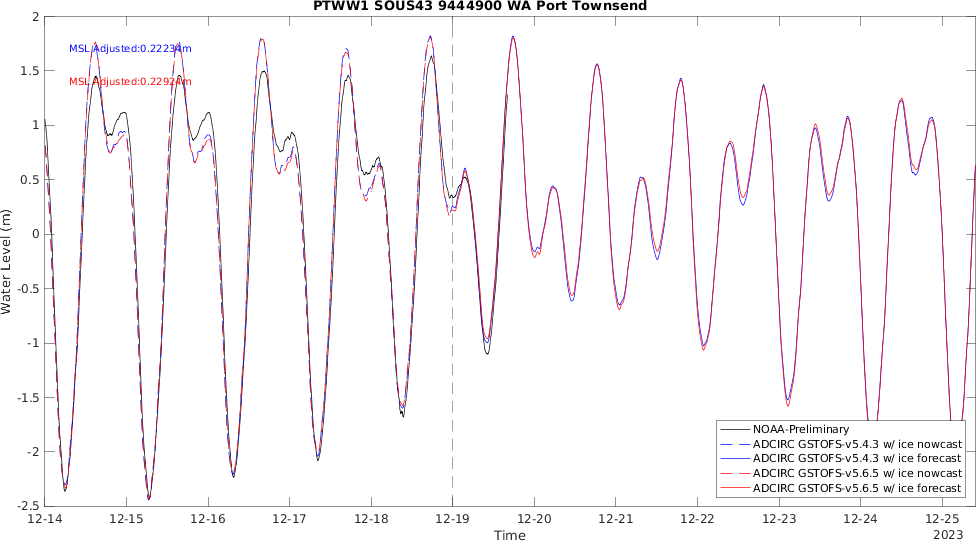 PTWW1 SOUS43 9444900 WA Port Townsend
MSL Adjusted:0.22234m
MSL Adjusted:0.22924m
Water Level (m)
2
1.5
1
0.5
0
-0.5
-1
-1.5
-2
-2.5
12-14
12-15
12-16
12-17
12-18
12-19
12-20
12-21
12-22
12-23
12-24
12-25
2023
Time
NOAA-Preliminary
ADCIRC GSTOFS-v5.4.3 w/ ice nowcast
ADCIRC GSTOFS-v5.4.3 w/ ice forecast
ADCIRC GSTOFS-v5.6.5 w/ ice nowcast
ADCIRC GSTOFS-v5.6.5 w/ ice forecast